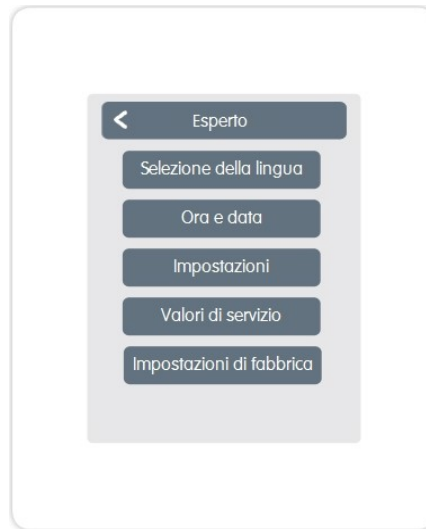 Esperto
Selezione della lingua
Ora e data
Impostazioni
Valori di servizio
Impostazioni di fabbrica